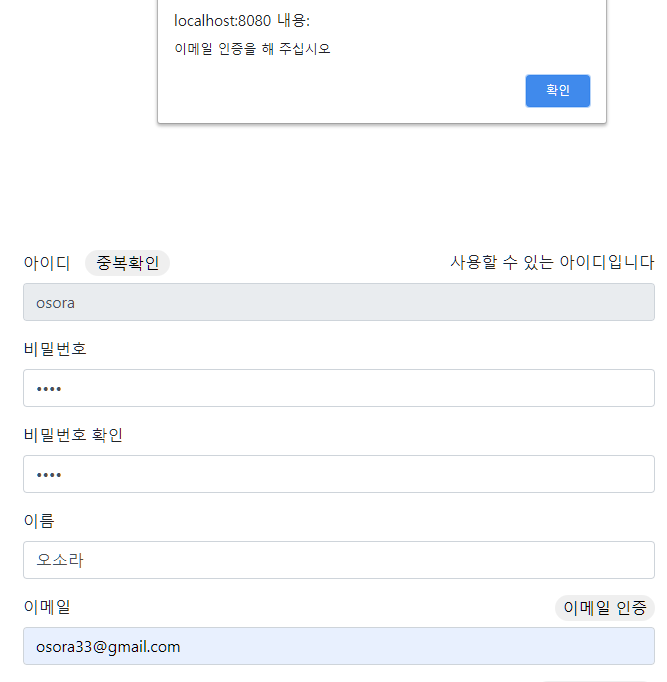 localhost:8080 내용:
이메일 인증을 해 주십시오
확인
아이디 중복확인 사용할 수 있는 아이디입니다
osora
비밀번호
••••
비밀번호 확인
••••
이름
오소라
이메일 이메일 인증
osora33@gmail.com